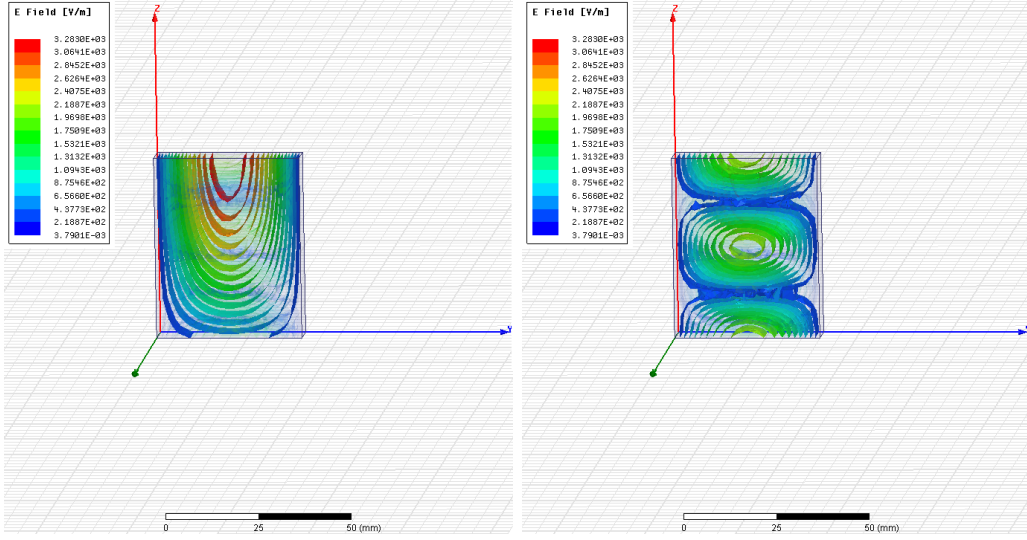 E Field [V/m]
3.2830E+03
3.0641E+03
2.8452E+03
2.6264E+03
2.4075E+03
2.1887E+03
1.9698E+03
1.7509E+03
1.5321E+03
1.3132E+03
1.0943E+03
8.7546E+02
6.5660E+02
4.3773E+02
2.1887E+02
3.7901E-03
Z
Y
0
25
50 (mm)
E Field [V/m]
3.2830E+03
3.0641E+03
2.8452E+03
2.6264E+03
2.4075E+03
2.1887E+03
1.9698E+03
1.7509E+03
1.5321E+03
1.3132E+03
1.0943E+03
8.7546E+02
6.5660E+02
4.3773E+02
2.1887E+02
3.7901E-03
Z
0
25
50 (mm)